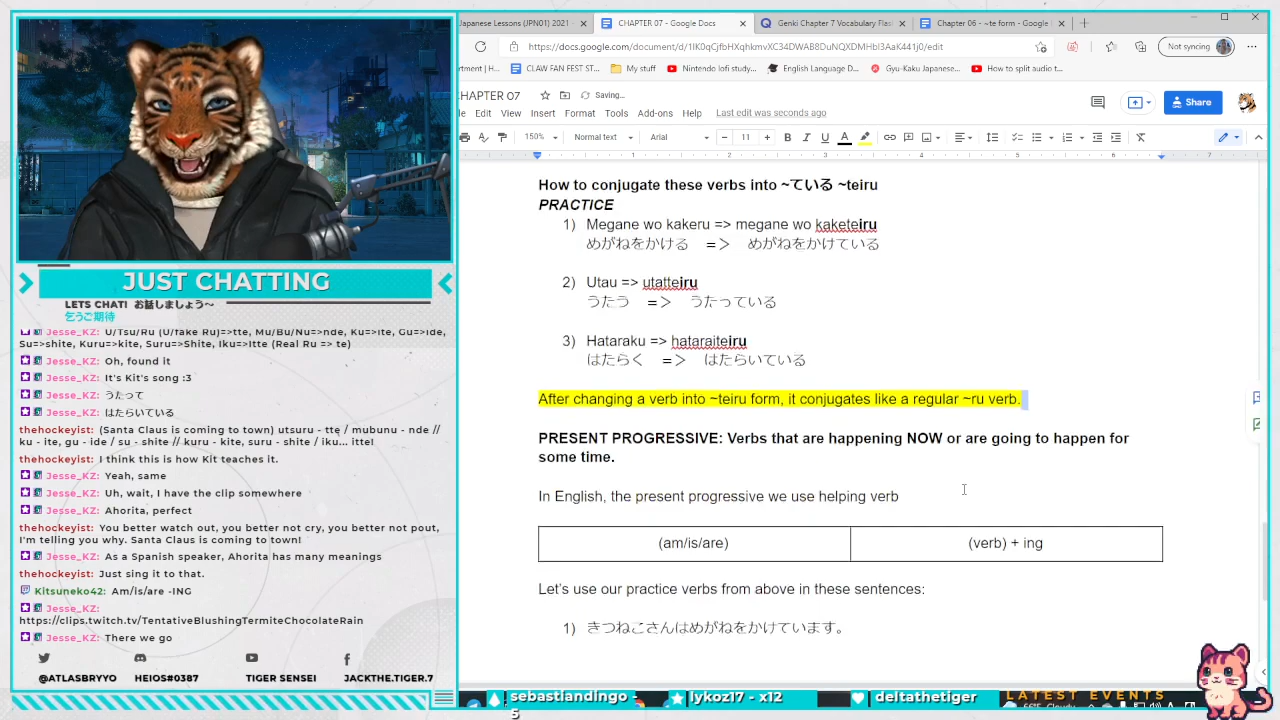 Japanese Lessons (JPN01) 2021 -
CHAPTER 07 - Google Docs
Genki Chapter 7 Vocabulary Flas
Chapter 06 - ~te form - Google
https://docs.google.com/document/d/
Not syncing
CLAW FAN FEST ST...
My stuff
Nintendo lofi study...
English Language D...
Gyu-Kaku Japanese...
How to split audio t...
HAPTER 07
Saving...
Edit View Insert Format Tools Add-ons Help
Last edit was seconds ago
Share
150%
Normal text
Arial
11
How to conjugate these verbs into ~ている ~teiru
PRACTICE
1) Megane wo kakeru => megane wo kaketeiru
めがねをかける => めがねをかけている
2) Utau => utatteiru
うたう => うたっている
3) Hataraku => hataraiteiru
はたらく => はたらいている
After changing a verb into ~teiru form, it conjugates like a regular ~ru verb.
PRESENT PROGRESSIVE: Verbs that are happening NOW or are going to happen for
some time.
In English, the present progressive we use helping verb
(am/is/are) (verb) + ing
Let's use our practice verbs from above in these sentences:
1) きつねこさんはめがねをかけています。
JUST CHATTING
LETS CHAT! お話しましょう～
乞うご期待
Jesse_KZ: U/Tsu/Ru (U/fake Ru)=>tte, Mu/Bu/Nu=>nde, Ku=>ite, Gu=>ide,
Su=>shite, Kuru=>kite, Suru=>Shite, Iku=>Itte (Real Ru => te)
Jesse_KZ: Oh, found it
Jesse_KZ: It's Kit's song :3
Jesse_KZ: うたって
Jesse_KZ: はたらいている
thehockeyist: (Santa Claus is coming to town) utsuru - tte / mubunu - nde //
ku - ite, gu - ide / su - shite // kuru - kite, suru - shite / iku... itte!
thehockeyist: I think this is how Kit teaches it.
Jesse_KZ: Yeah, same
Jesse_KZ: Uh, wait, I have the clip somewhere
Jesse_KZ: Ahorita, perfect
thehockeyist: You better watch out, you better not cry, you better not pout,
I'm telling you why. Santa Claus is coming to town!
Jesse_KZ: As a Spanish speaker, Ahorita has many meanings
thehockeyist: Just sing it to that.
Kitsuneko42: Am/is/are -ING
Jesse_KZ:
https://clips.twitch.tv/TentativeBlushingTermiteChocolateRain
Jesse_KZ: There we go
@ATLASBRYYO HEIOS#0387 TIGER SENSEI JACKTHE.TIGER.7
sebastiandingo -
5
jykoz17 - x12
deltathetiger
LATEST EVENTS
66°F Cloudy